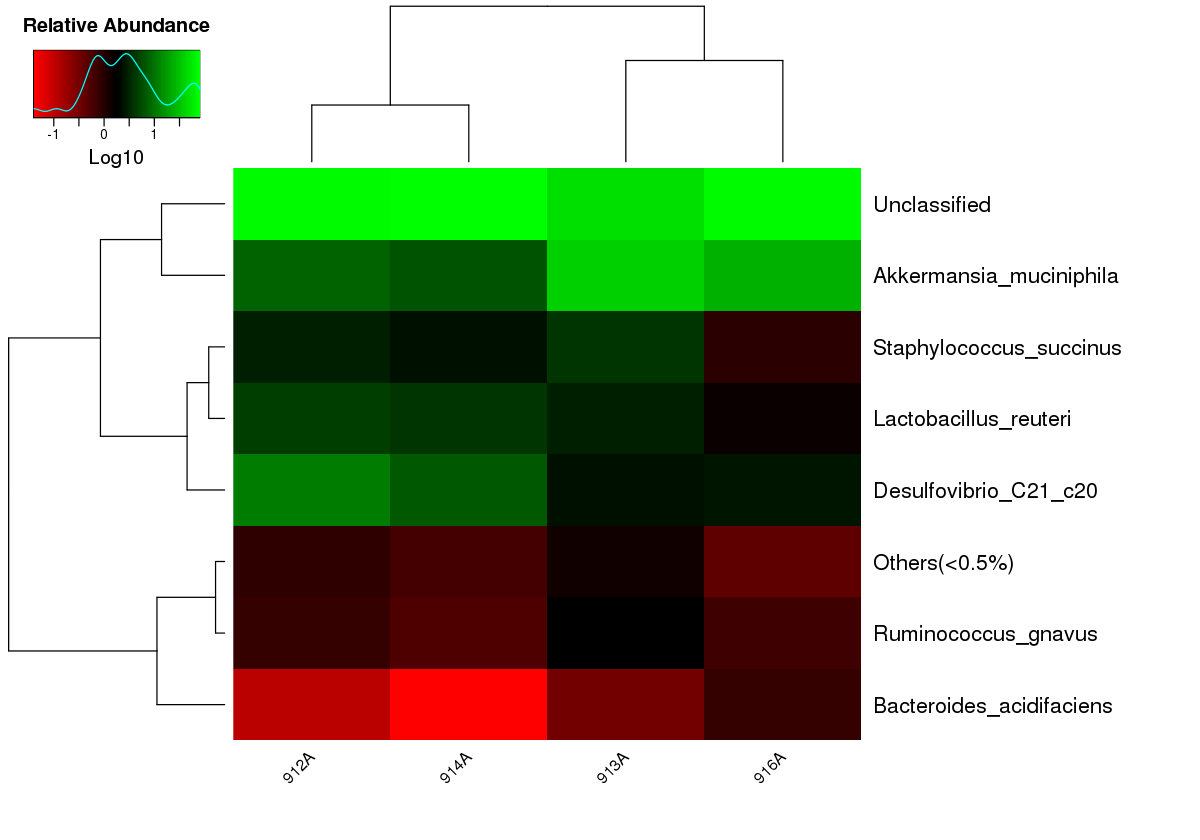 Relative Abundance
-1 0 1
Log10
Unclassified
Akkermansia_muciniphila
Staphylococcus_succinus
Lactobacillus_reuteri
Desulfovibrio_C21_c20
Others(<0.5%)
Ruminococcus_gnavus
Bacteroides_acidifaciens
912A 914A 913A 916A